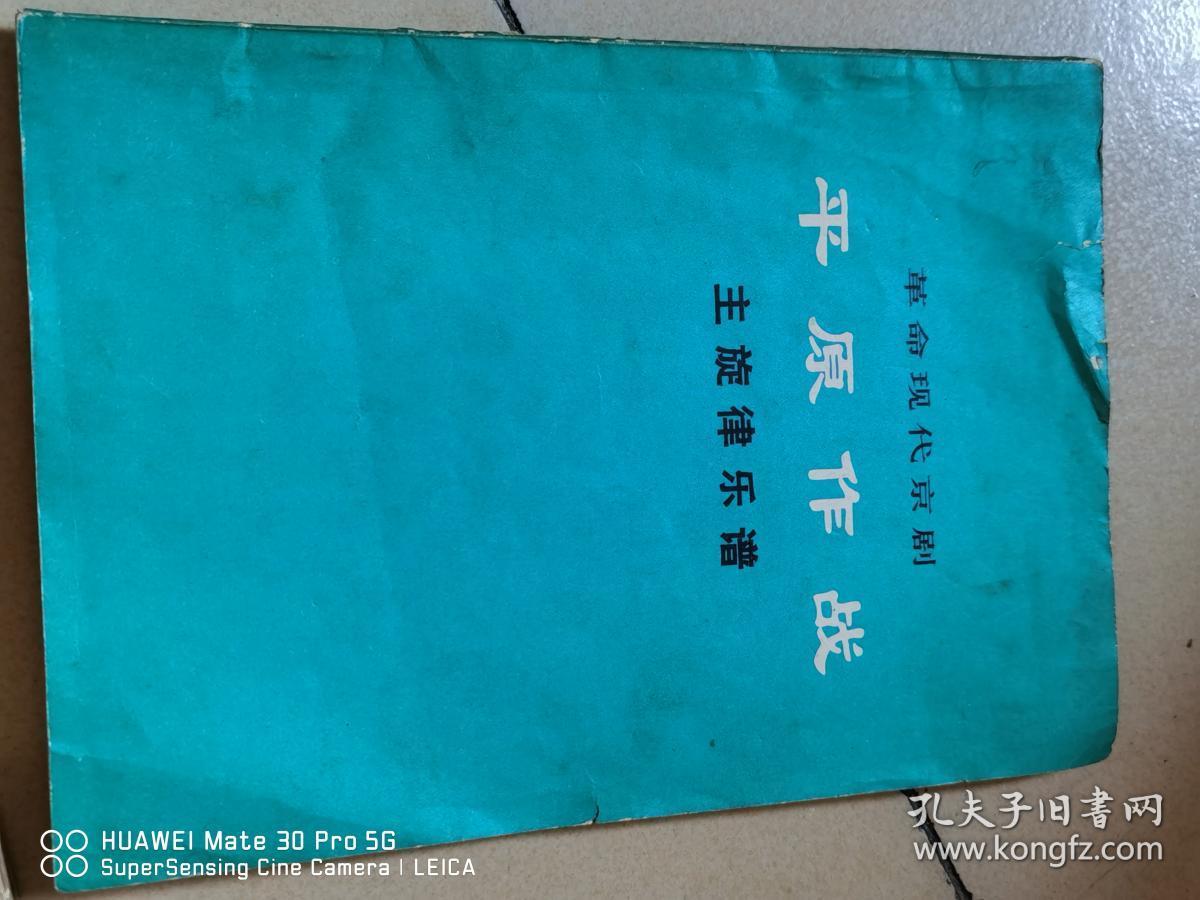 革命现代京剧
平原作战
主旋律乐谱
HUAWEI Mate 30 Pro 5G
SuperSensing Cine Camera | LEICA
孔夫子旧書网
www.kongfz.com